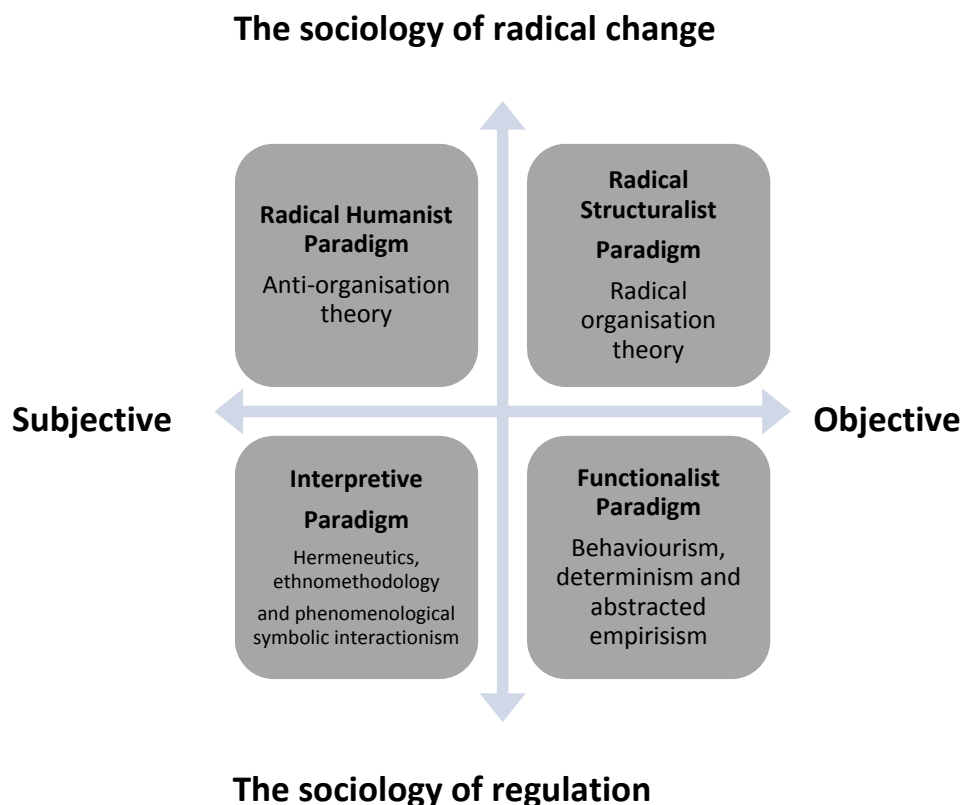 The sociology of radical change
Radical Humanist
Paradigm
Anti-organisation
theory
Radical
Structuralist
Paradigm
Radical
organisation
theory
Subjective
Objective
Interpretive
Paradigm
Hermeneutics,
ethnomethodology
and phenomenological
symbolic interactionism
Functionalist
Paradigm
Behaviourism,
determinism and
abstracted
empirisism
The sociology of regulation